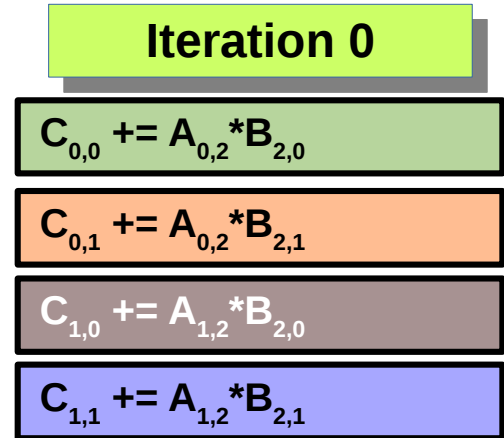 Iteration 0
C0,0 += A0,2*B2,0
C0,1 += A0,2*B2,1
C1,0 += A1,2*B2,0
C1,1 += A1,2*B2,1